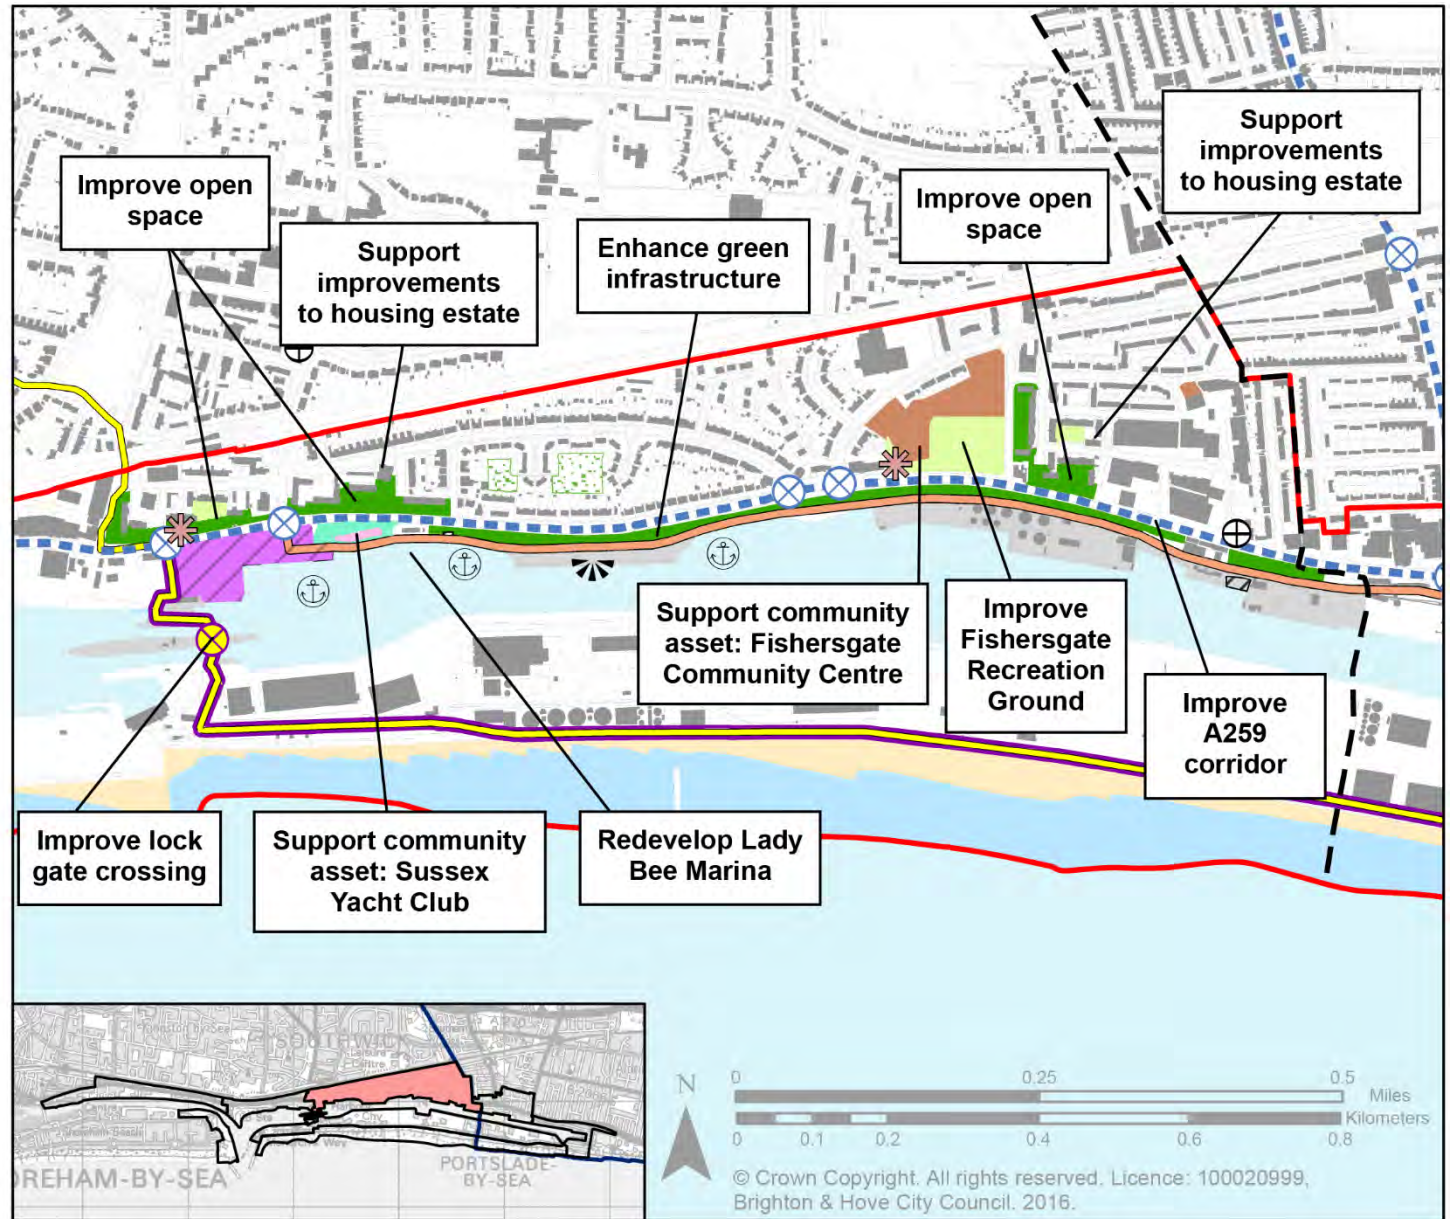 Support
improvements
to housing estate
Improve open
space
Improve open
space
Support
improvements
to housing estate
Enhance green
infrastructure
Support community
asset: Fishersgate
Community Centre
Improve
Fishersgate
Recreation
Ground
Improve
A259
corridor
Improve lock
gate crossing
Support community
asset: Sussex
Yacht Club
Redevelop Lady
Bee Marina
SOUTHWICK
Leisure
Centre
PORTSLADE-
BY-SEA
OREHAM-BY-SEA
N
0 0.25 0.5
Miles
Kilometers
0 0.1 0.2 0.4 0.6 0.8
© Crown Copyright. All rights reserved. Licence: 100020999,
Brighton & Hove City Council. 2016.